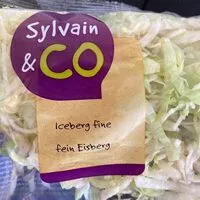 Sylvain
& CO
Iceberg fine
fein Eisberg